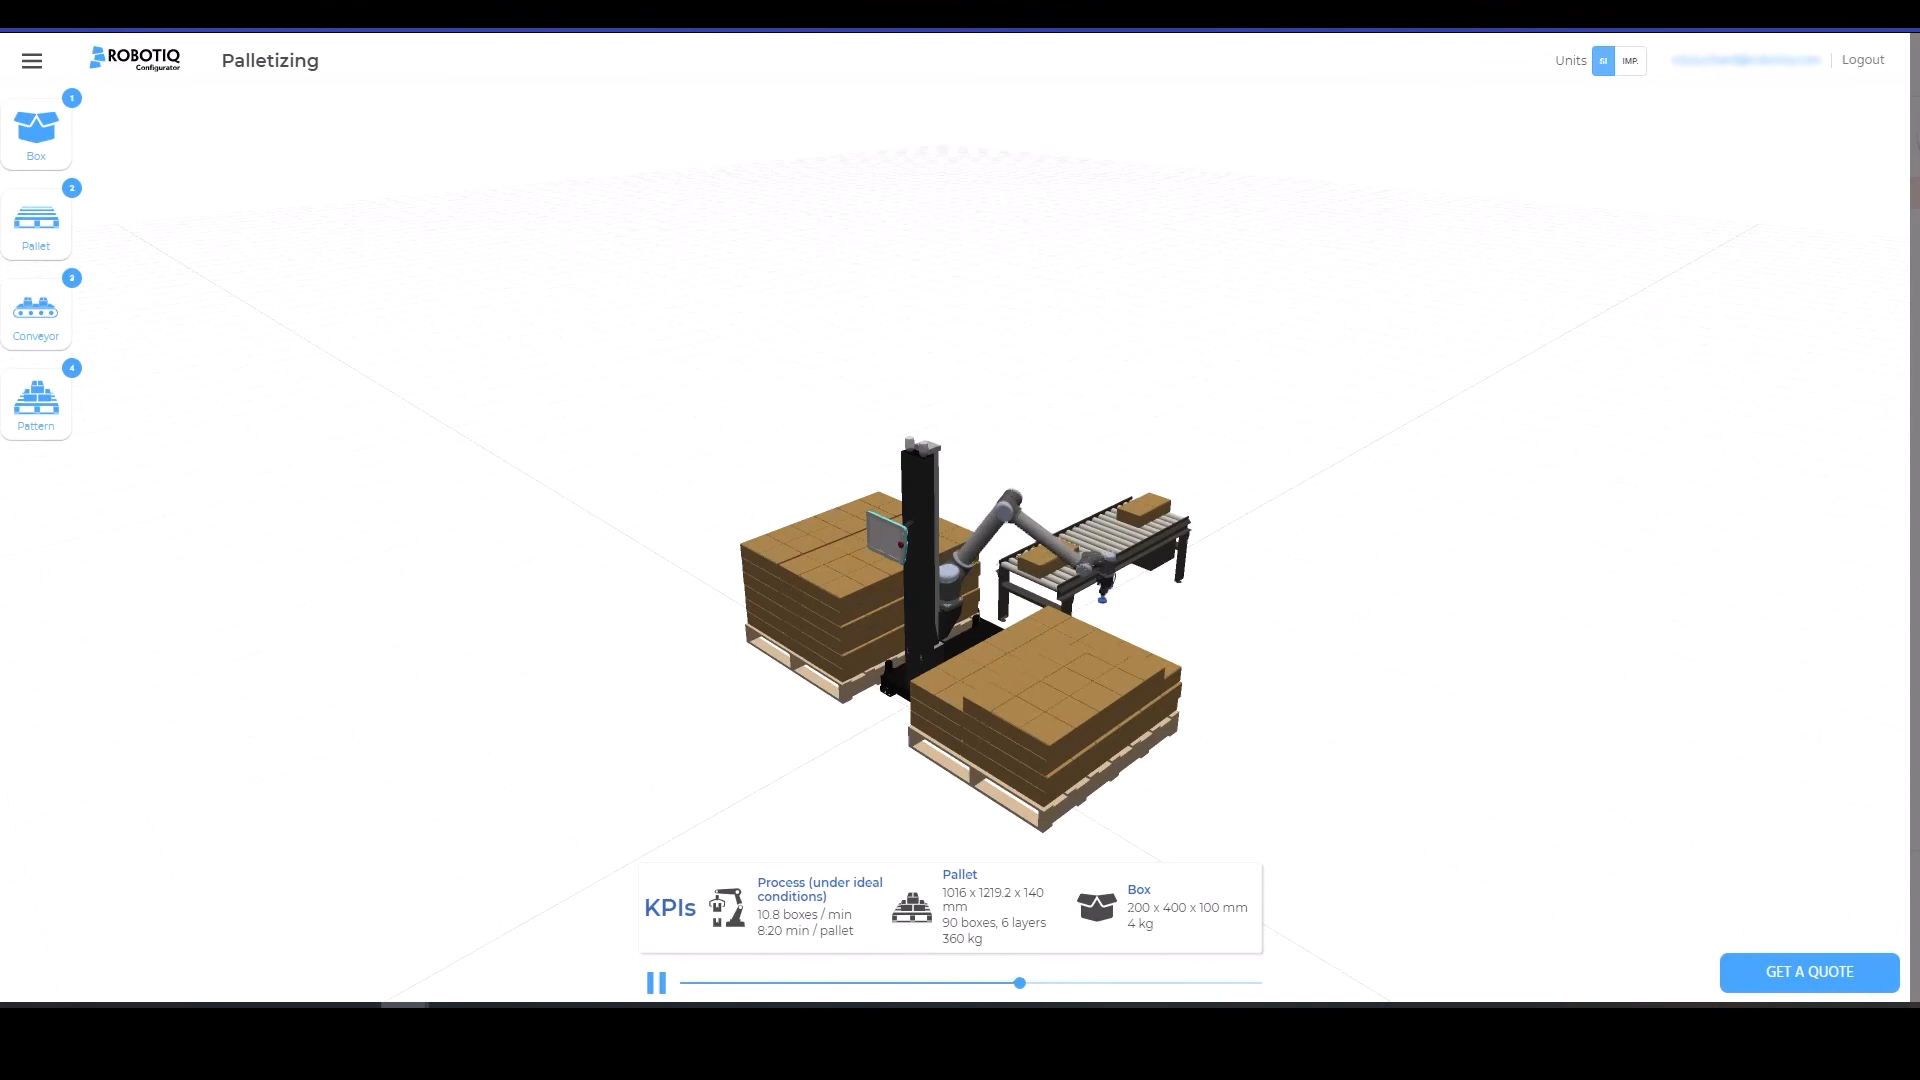 ROBOTIQ
Configurator
Palletizing
Units
SI
IMP.
Logout
1
Box
2
Pallet
3
Conveyor
4
Pattern
KPIs
Process (under ideal
conditions)
10.8 boxes / min
8:20 min / pallet
Pallet
1016 x 1219.2 x 140
mm
90 boxes, 6 layers
360 kg
Box
200 x 400 x 100 mm
4 kg
GET A QUOTE